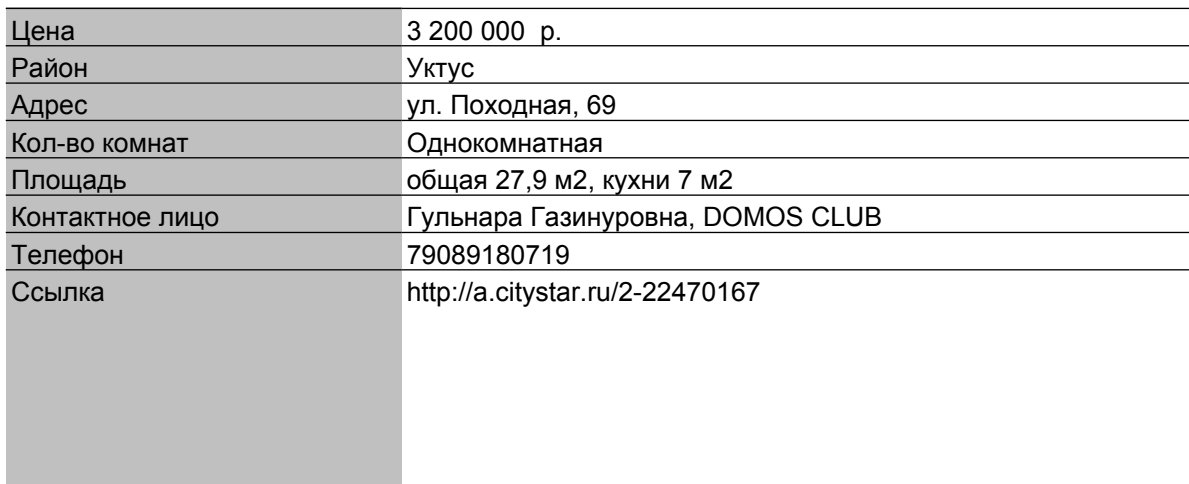 Цена 3 200 000 р.
Район Уктус
Адрес ул. Походная, 69
Кол-во комнат Однокомнатная
Площадь общая 27,9 м2, кухни 7 м2
Контактное лицо Гульнара Газинуровна, DOMOS CLUB
Телефон 79089180719
Ссылка http://a.citystar.ru/2-22470167